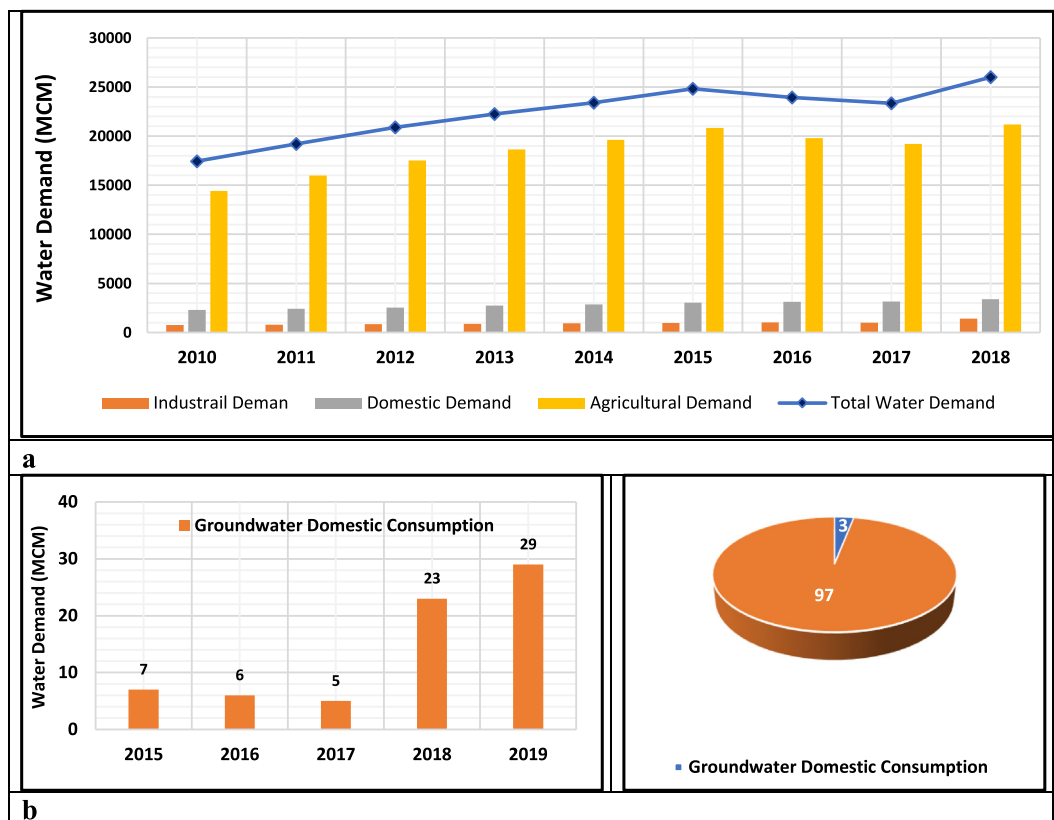 30000
25000
20000
15000
10000
5000
0
Water Demand (MCM)
2010 2011 2012 2013 2014 2015 2016 2017 2018
Industrail Deman Domestic Demand Agricultural Demand Total Water Demand
a
40
30
20
10
0
Water Demand (MCM)
Groundwater Domestic Consumption
7 6 5 23 29
2015 2016 2017 2018 2019
3
97
Groundwater Domestic Consumption
b